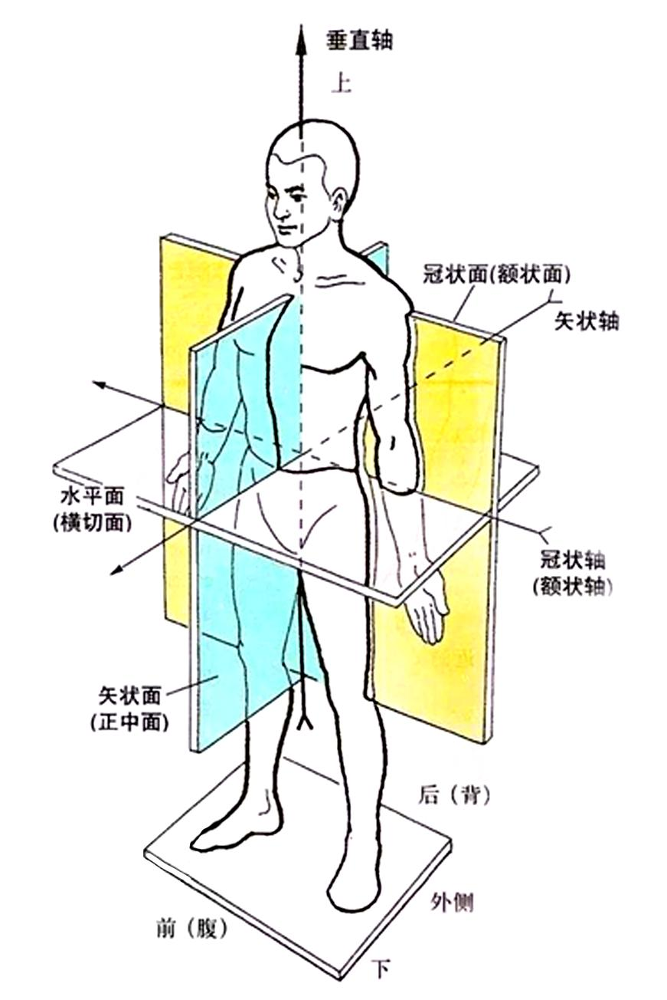 垂直轴
上
冠状面(额状面)
矢状轴
水平面
(横切面)
冠状轴
(额状轴)
矢状面
(正中面)
后（背）
外侧
前（腹）
下